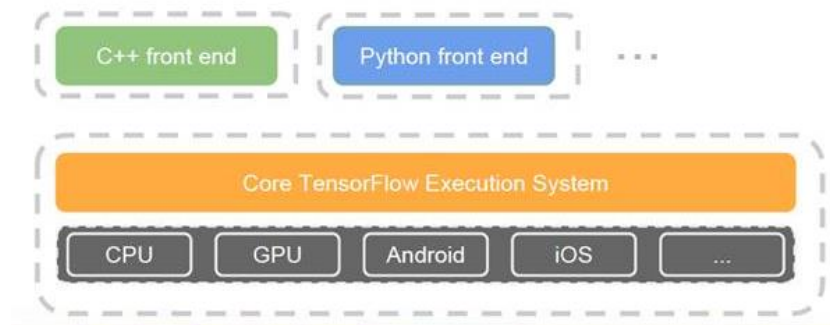 C++ front end Python front end ...
Core TensorFlow Execution System
CPU GPU Android iOS ...